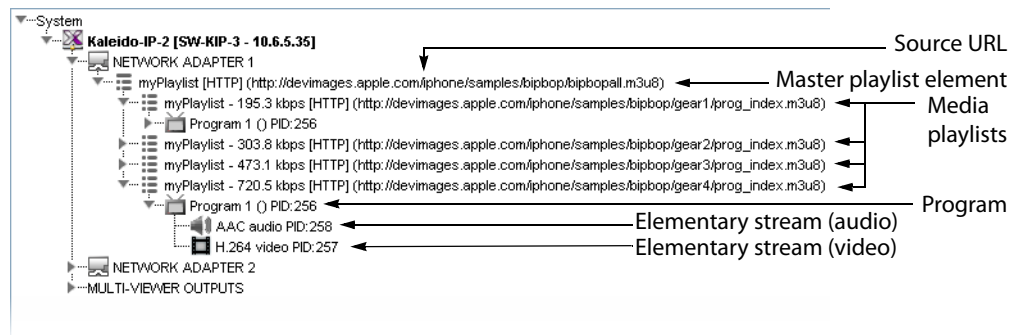 System
Kaleido-IP-2 [SW-KIP-3 - 10.6.5.35]
NETWORK ADAPTER 1
Source URL
myPlaylist [HTTP] (http://devimages.apple.com/iphone/samples/bipbop/bipbopall.m3u8)
Master playlist element
myPlaylist - 195.3 kbps [HTTP] (http://devimages.apple.com/iphone/samples/bipbop/gear1/prog_index.m3u8)
Media
playlists
Program 1 () PID:256
myPlaylist - 303.8 kbps [HTTP] (http://devimages.apple.com/iphone/samples/bipbop/gear2/prog_index.m3u8)
myPlaylist - 473.1 kbps [HTTP] (http://devimages.apple.com/iphone/samples/bipbop/gear3/prog_index.m3u8)
myPlaylist - 720.5 kbps [HTTP] (http://devimages.apple.com/iphone/samples/bipbop/gear4/prog_index.m3u8)
Program 1 () PID:256
Program
AAC audio PID:258
Elementary stream (audio)
H.264 video PID:257
Elementary stream (video)
NETWORK ADAPTER 2
MULTI-VIEWER OUTPUTS